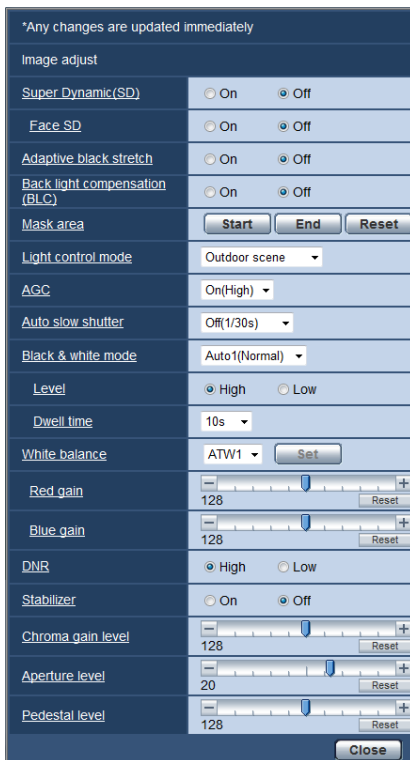 *Any changes are updated immediately
Image adjust
Super Dynamic(SD) On Off
Face SD On Off
Adaptive black stretch On Off
Back light compensation
(BLC) On Off
Mask area Start End Reset
Light control mode Outdoor scene
AGC On(High)
Auto slow shutter Off(1/30s)
Black & white mode Auto1(Normal)
Level High Low
Dwell time 10s
White balance ATW1 Set
Red gain
128 Reset
Blue gain
128 Reset
DNR High Low
Stabilizer On Off
Chroma gain level
128 Reset
Aperture level
20 Reset
Pedestal level
128 Reset
Close